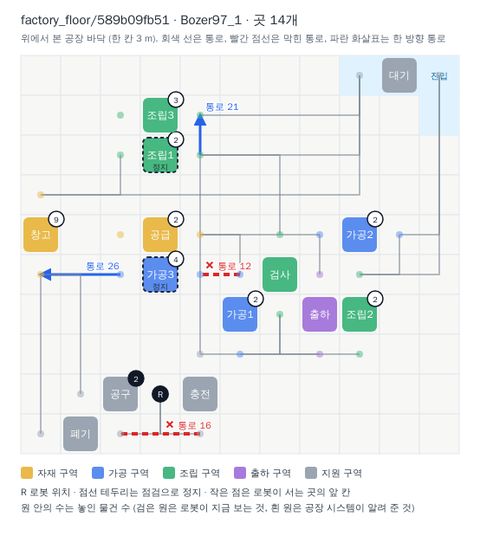 factory_floor/589b09fb51 · Bozer97_1 · 곳 14개
위에서 본 공장 바닥 (한 칸 3 m). 회색 선은 통로, 빨간 점선은 막힌 통로, 파란 화살표는 한 방향 통로
대기
전립
3
조립3
통로 21
조립1
정지
9
창고
2
공급
2
가공2
통로 26
4
가공3
정지
× 통로 12
검사
2
가공1
출하
2
조립2
2
공구
R
충전
폐기
× 통로 16
자재 구역
가공 구역
조립 구역
출하 구역
지원 구역
R 로봇 위치 · 점선 테두리는 점검으로 정지 · 작은 점은 로봇이 서는 곳의 앞 칸
원 안의 수는 놓인 물건 수 (검은 원은 로봇이 지금 보는 것, 흰 원은 공장 시스템이 알려 준 것)